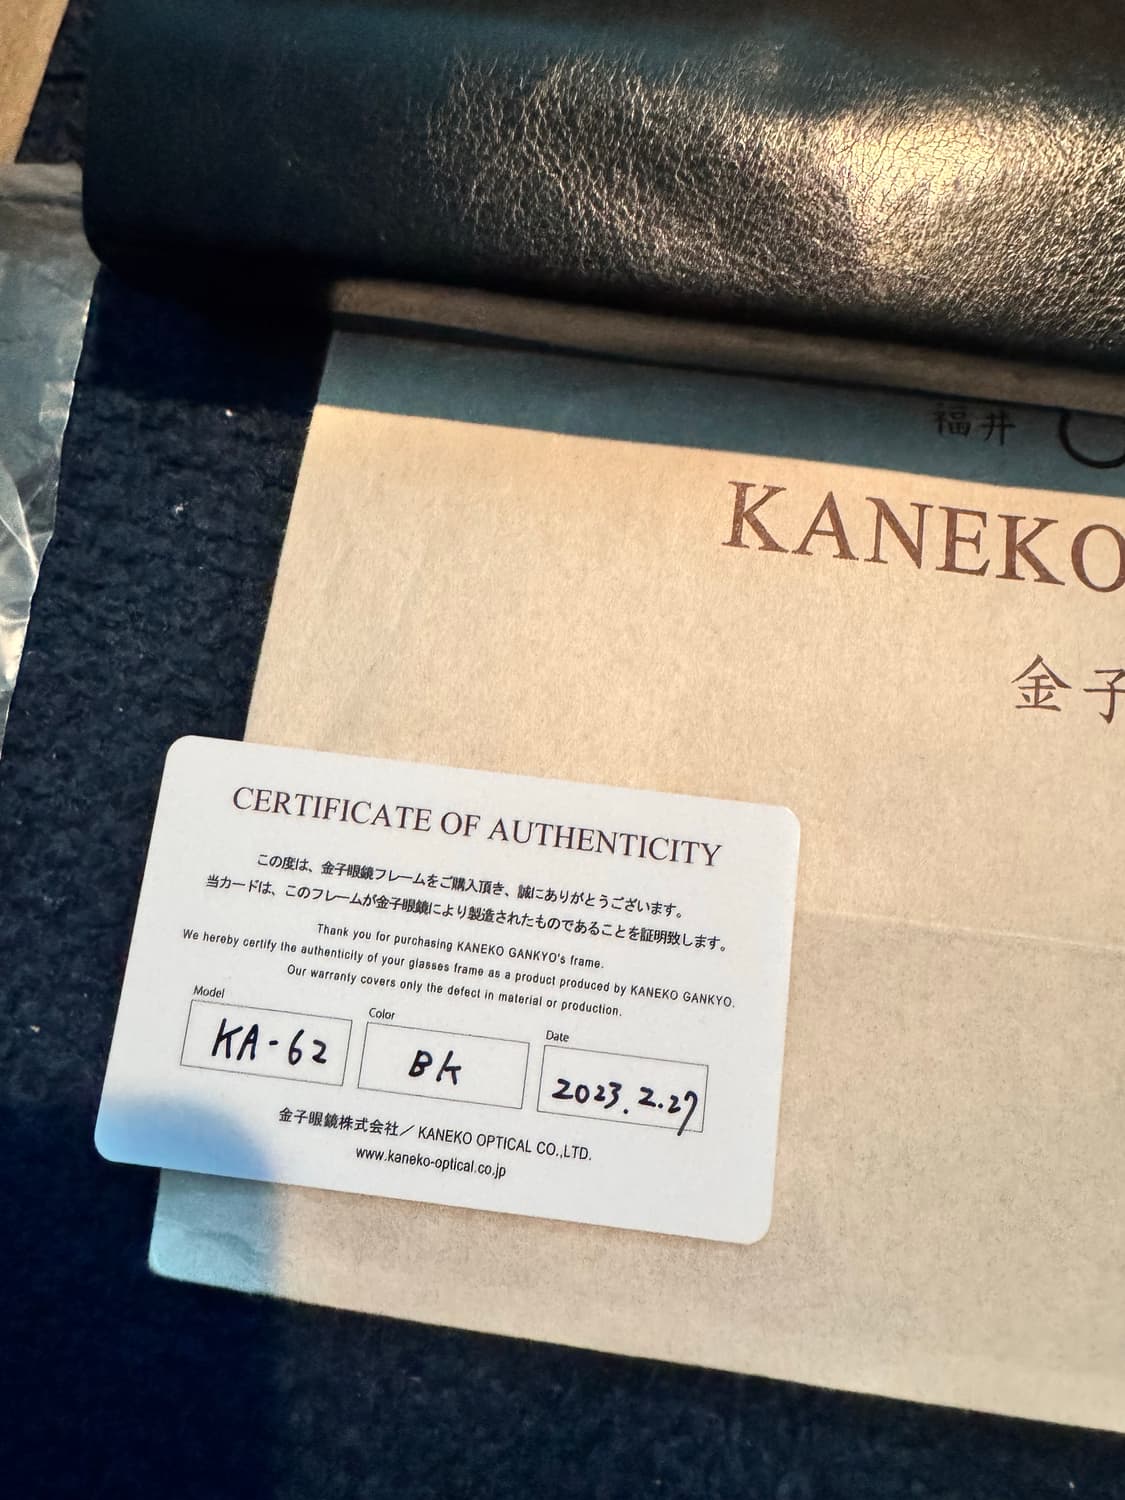 福井
KANEKO
金子
CERTIFICATE OF AUTHENTICITY
この度は、金子眼鏡フレームをご購入頂き、誠にありがとうございます。
当カードは、このフレームが金子眼鏡により製造されたものであることを証明致します。
Thank you for purchasing KANEKO GANKYO's frame.
We hereby certify the authenticity of your glasses frame as a product produced by KANEKO GANKYO.
Our warranty covers only the defect in material or production.
Model Color Date
KA-62 BK 2023.2.27
金子眼鏡株式会社／KANEKO OPTICAL CO.,LTD.
www.kaneko-optical.co.jp